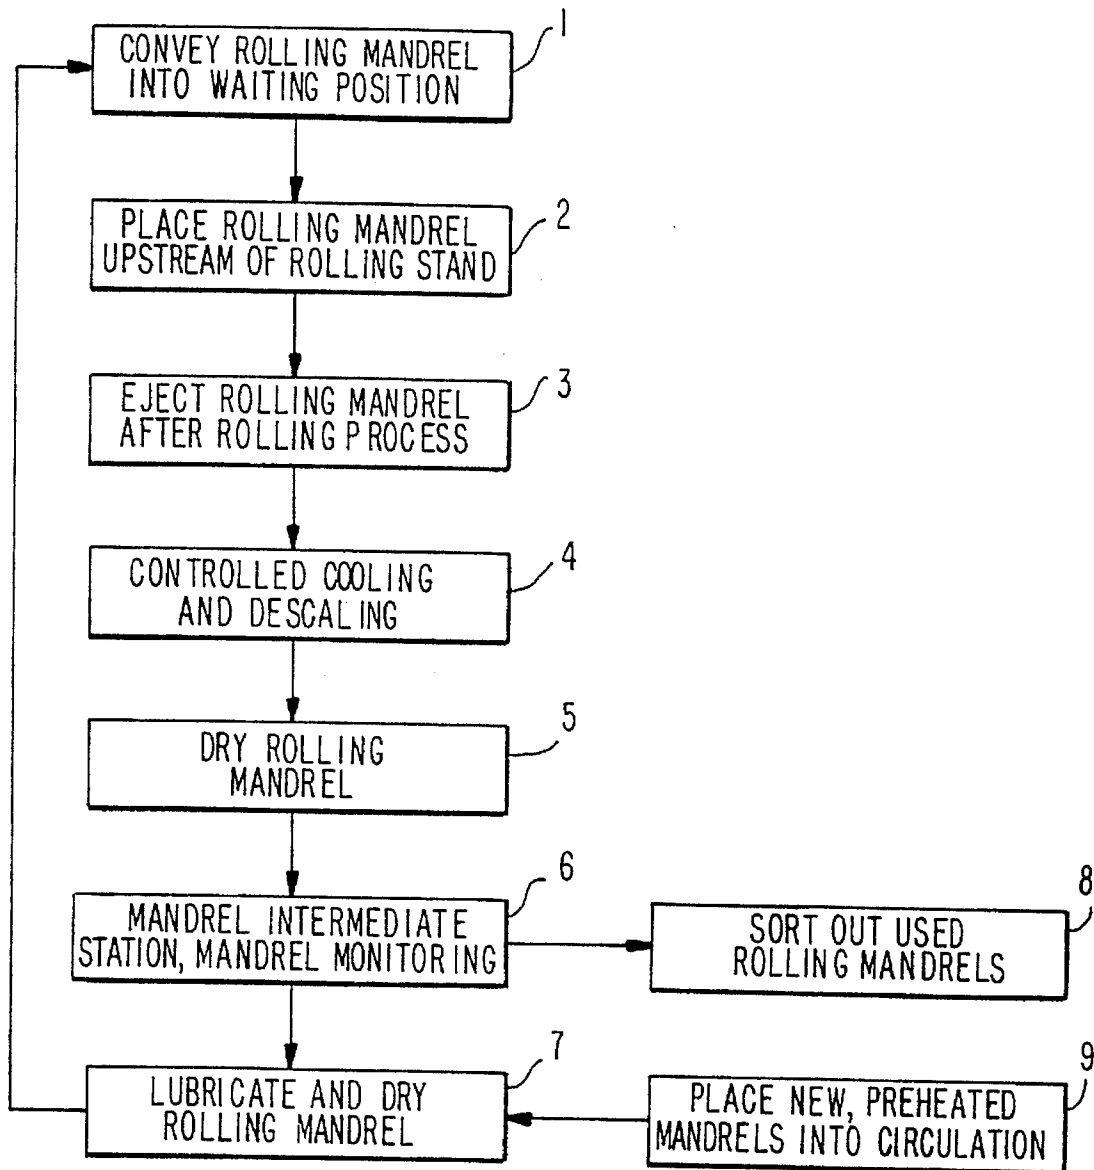 1
CONVEY ROLLING MANDREL
INTO WAITING POSITION
2
PLACE ROLLING MANDREL
UPSTREAM OF ROLLING STAND
3
EJECT ROLLING MANDREL
AFTER ROLLING PROCESS
4
CONTROLLED COOLING
AND DESCALING
5
DRY ROLLING
MANDREL
6
MANDREL INTERMEDIATE
STATION, MANDREL MONITORING
8
SORT OUT USED
ROLLING MANDRELS
7
LUBRICATE AND DRY
ROLLING MANDREL
9
PLACE NEW, PREHEATED
MANDRELS INTO CIRCULATION